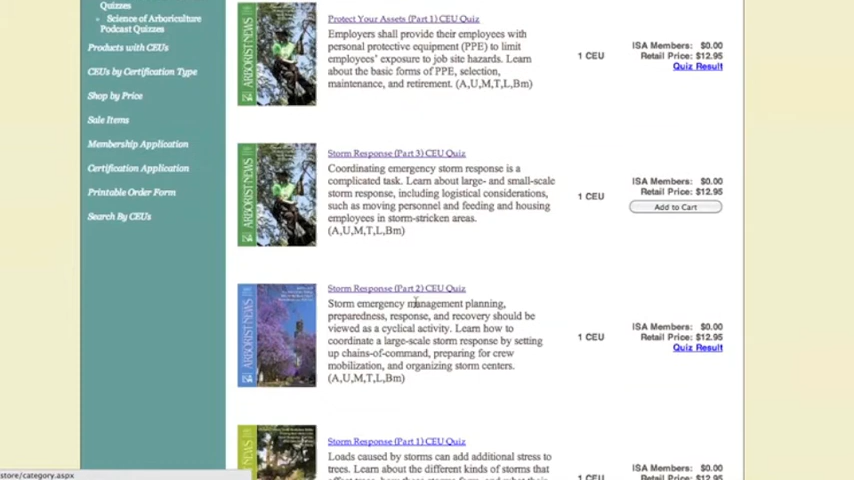 Quizzes
Science of Arboriculture
Podcast Quizzes
Products with CEUs
CEUs by Certification Type
Shop by Price
Sale Items
Membership Application
Certification Application
Printable Order Form
Search By CEUs
store/category.aspx
ARBORIST NEWS
Protect Your Assets (Part 1) CEU Quiz
Employers shall provide their employees with
personal protective equipment (PPE) to limit
employees' exposure to job site hazards. Learn
about the basic forms of PPE, selection,
maintenance, and retirement. (A,U,M,T,L,Bm)
1 CEU
ISA Members: $0.00
Retail Price: $12.95
Quiz Result
ARBORIST NEWS
Storm Response (Part 3) CEU Quiz
Coordinating emergency storm response is a
complicated task. Learn about large- and small-scale
storm response, including logistical considerations,
such as moving personnel and feeding and housing
employees in storm-stricken areas.
(A,U,M,T,L,Bm)
1 CEU
ISA Members: $0.00
Retail Price: $12.95
Add to Cart
ARBORIST NEWS
Storm Response (Part 2) CEU Quiz
Storm emergency management planning,
preparedness, response, and recovery should be
viewed as a cyclical activity. Learn how to
coordinate a large-scale storm response by setting
up chains-of-command, preparing for crew
mobilization, and organizing storm centers.
(A,U,M,T,L,Bm)
1 CEU
ISA Members: $0.00
Retail Price: $12.95
Quiz Result
Storm Response (Part 1) CEU Quiz
Loads caused by storms can add additional stress to
trees. Learn about the different kinds of storms that
1 CEU
ISA Members: $0.00